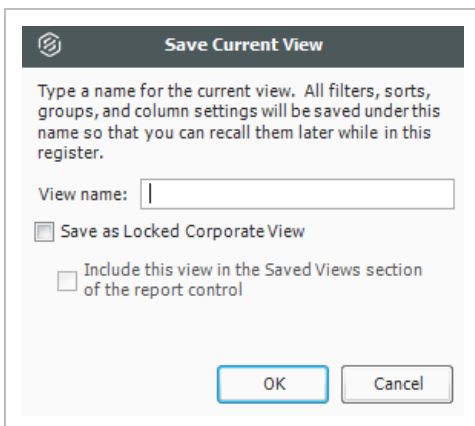 Save Current View
Type a name for the current view. All filters, sorts,
groups, and column settings will be saved under this
name so that you can recall them later while in this
register.
View name:
Save as Locked Corporate View
Include this view in the Saved Views section
of the report control
OK Cancel